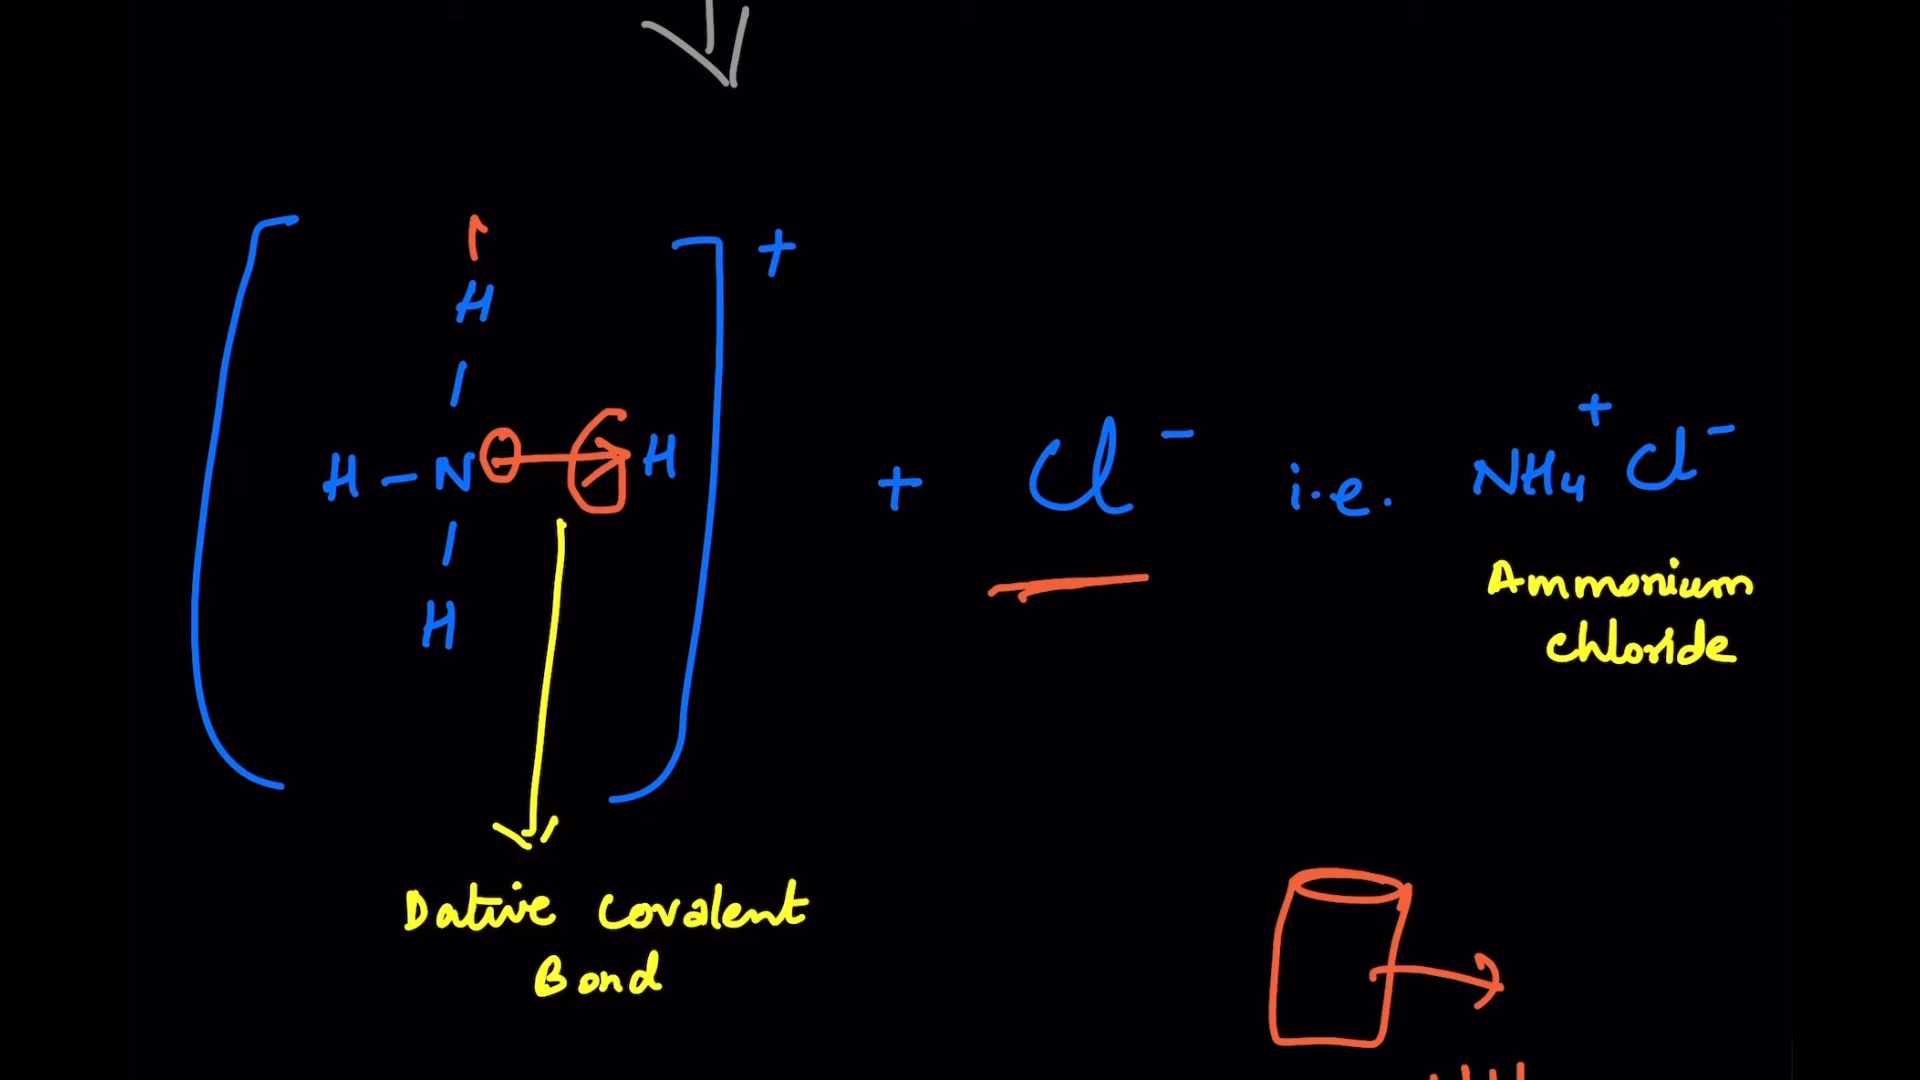 H
+
H - N → H + Cl⁻ i.e. NH₄⁺ Cl⁻
H
Ammonium
chloride
Dative covalent
Bond